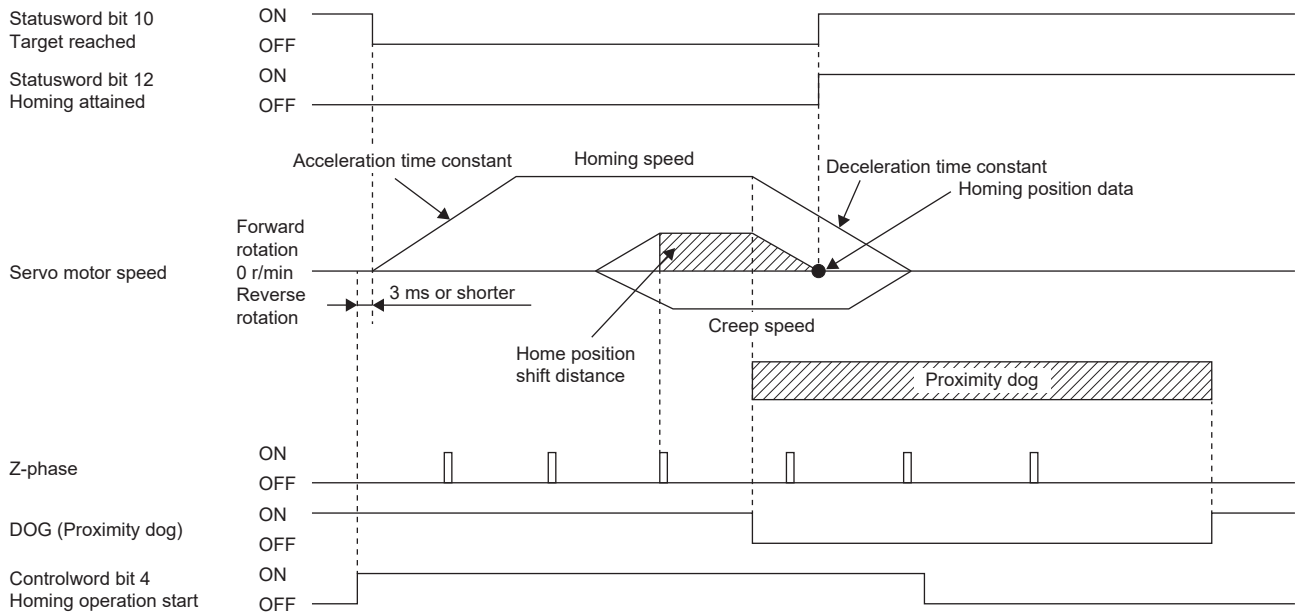 Statusword bit 10
Target reached
ON
OFF
Statusword bit 12
Homing attained
ON
OFF
Acceleration time constant
Homing speed
Deceleration time constant
Homing position data
Servo motor speed
Forward
rotation
0 r/min
Reverse
rotation
3 ms or shorter
Creep speed
Home position
shift distance
Proximity dog
Z-phase
ON
OFF
DOG (Proximity dog)
ON
OFF
Controlword bit 4
Homing operation start
ON
OFF